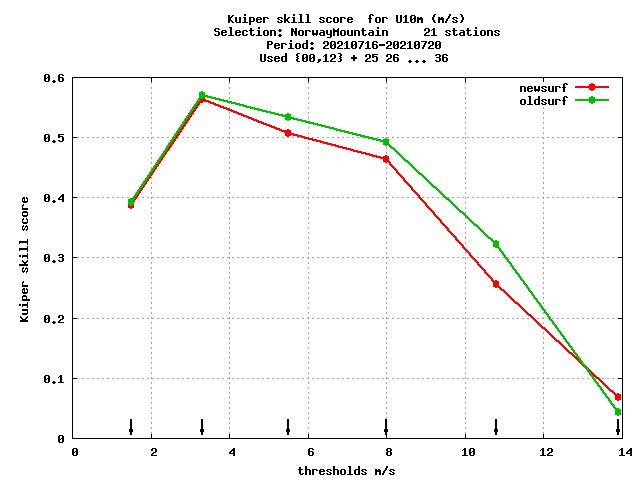 Kuiper skill score  for U10m (m/s)
Selection: NorwayMountain     21 stations
Period: 20210716-20210720
Used {00,12} + 25 26 ... 36
newsurf
oldsurf
0.6
0.5
0.4
0.3
0.2
0.1
0
Kuiper skill score
0 2 4 6 8 10 12 14
thresholds m/s